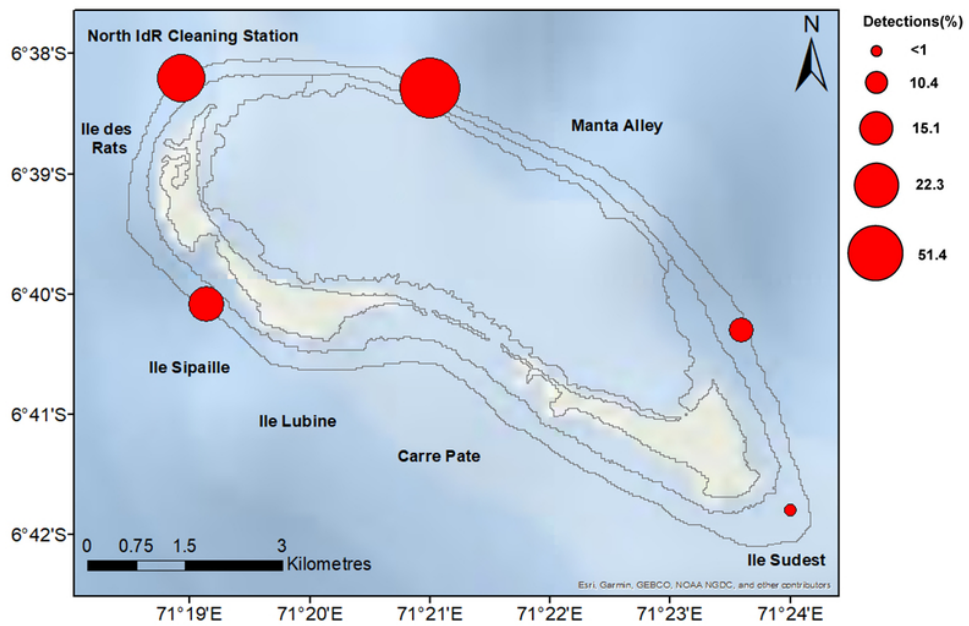 North IdR Cleaning Station
Ile des
Rats
Manta Alley
Ile Sipaille
Ile Lubine
Carre Pate
Ile Sudest
N
Detections(%)
<1
10.4
15.1
22.3
51.4
6°38'S
6°39'S
6°40'S
6°41'S
6°42'S
0 0.75 1.5 3
Kilometres
Esri, Garmin, GEBCO, NOAA NGDC, and other contributors
71°19'E 71°20'E 71°21'E 71°22'E 71°23'E 71°24'E